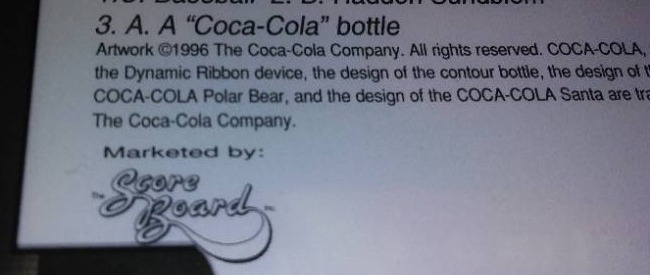 3. A. A “Coca-Cola” bottle
Artwork ©1996 The Coca-Cola Company. All rights reserved. COCA-COLA,
the Dynamic Ribbon device, the design of the contour bottle, the design of
COCA-COLA Polar Bear, and the design of the COCA-COLA Santa are
The Coca-Cola Company.
Marketed by:
The Score
Board